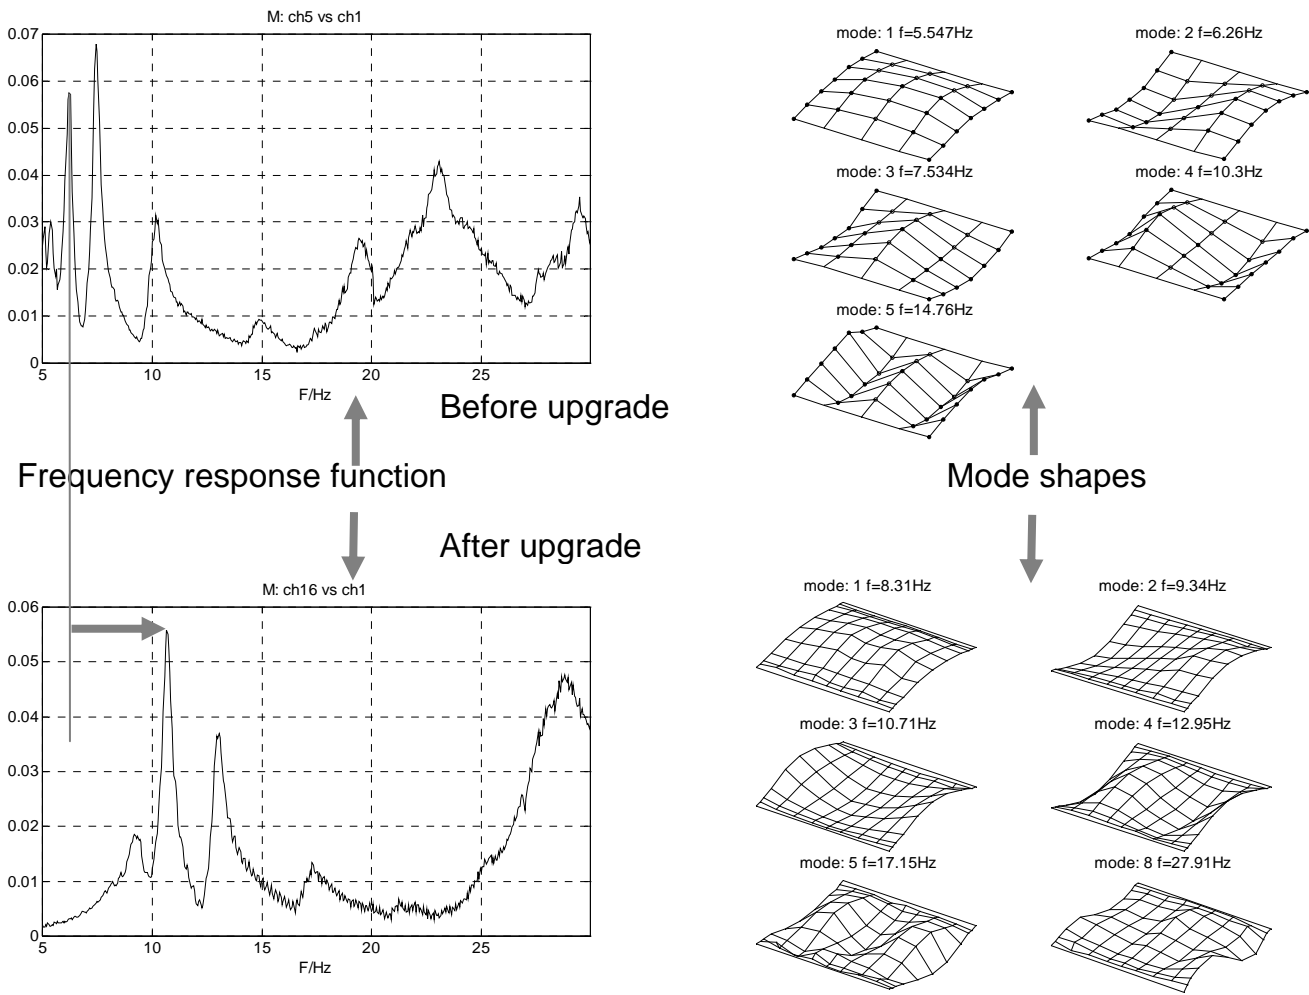 M: ch5 vs ch1
0.07
0.06
0.05
0.04
0.03
0.02
0.01
0
5 10 15 20 25
F/Hz
mode: 1 f=5.547Hz
mode: 2 f=6.26Hz
mode: 3 f=7.534Hz
mode: 4 f=10.3Hz
mode: 5 f=14.76Hz
Before upgrade
Frequency response function
Mode shapes
After upgrade
M: ch16 vs ch1
0.06
0.05
0.04
0.03
0.02
0.01
0
5 10 15 20 25
F/Hz
mode: 1 f=8.31Hz
mode: 2 f=9.34Hz
mode: 3 f=10.71Hz
mode: 4 f=12.95Hz
mode: 5 f=17.15Hz
mode: 8 f=27.91Hz